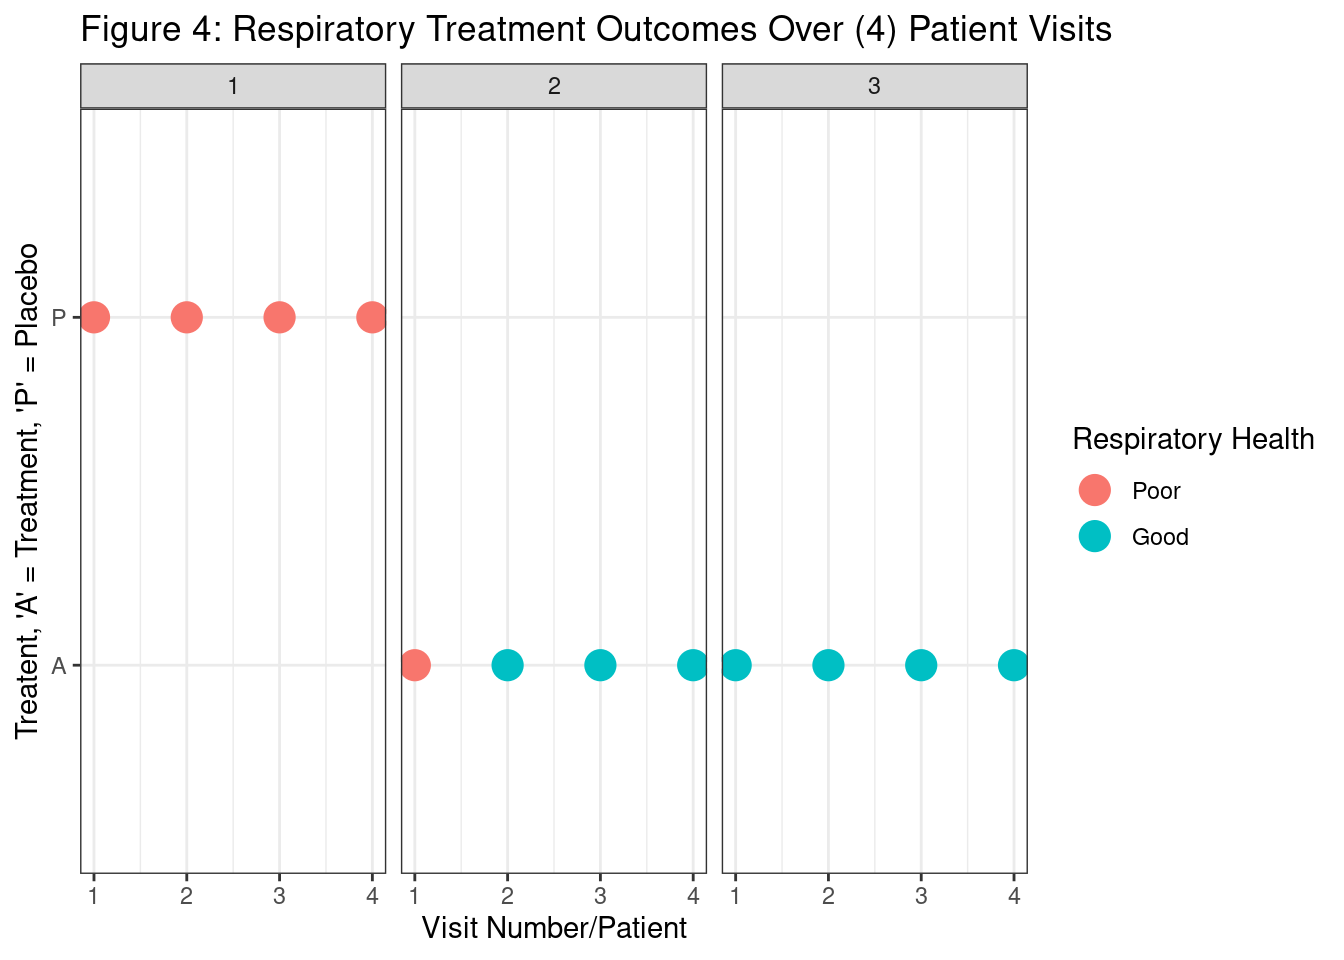 Figure 4: Respiratory Treatment Outcomes Over (4) Patient Visits
1 2 3
Treatent, 'A' = Treatment, 'P' = Placebo
P
A
1 2 3 4 1 2 3 4 1 2 3 4
Visit Number/Patient
Respiratory Health
Poor
Good